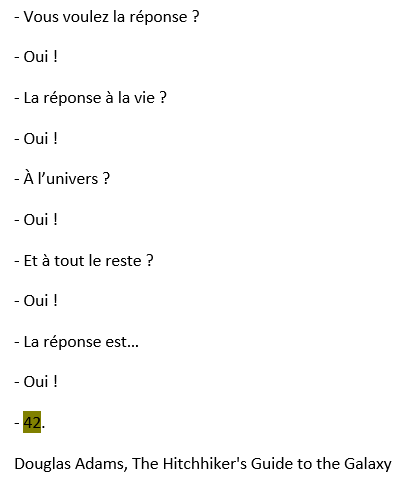 - Vous voulez la réponse ?
- Oui !
- La réponse à la vie ?
- Oui !
- À l’univers ?
- Oui !
- Et à tout le reste ?
- Oui !
- La réponse est…
- Oui !
- 42.
Douglas Adams, The Hitchhiker's Guide to the Galaxy